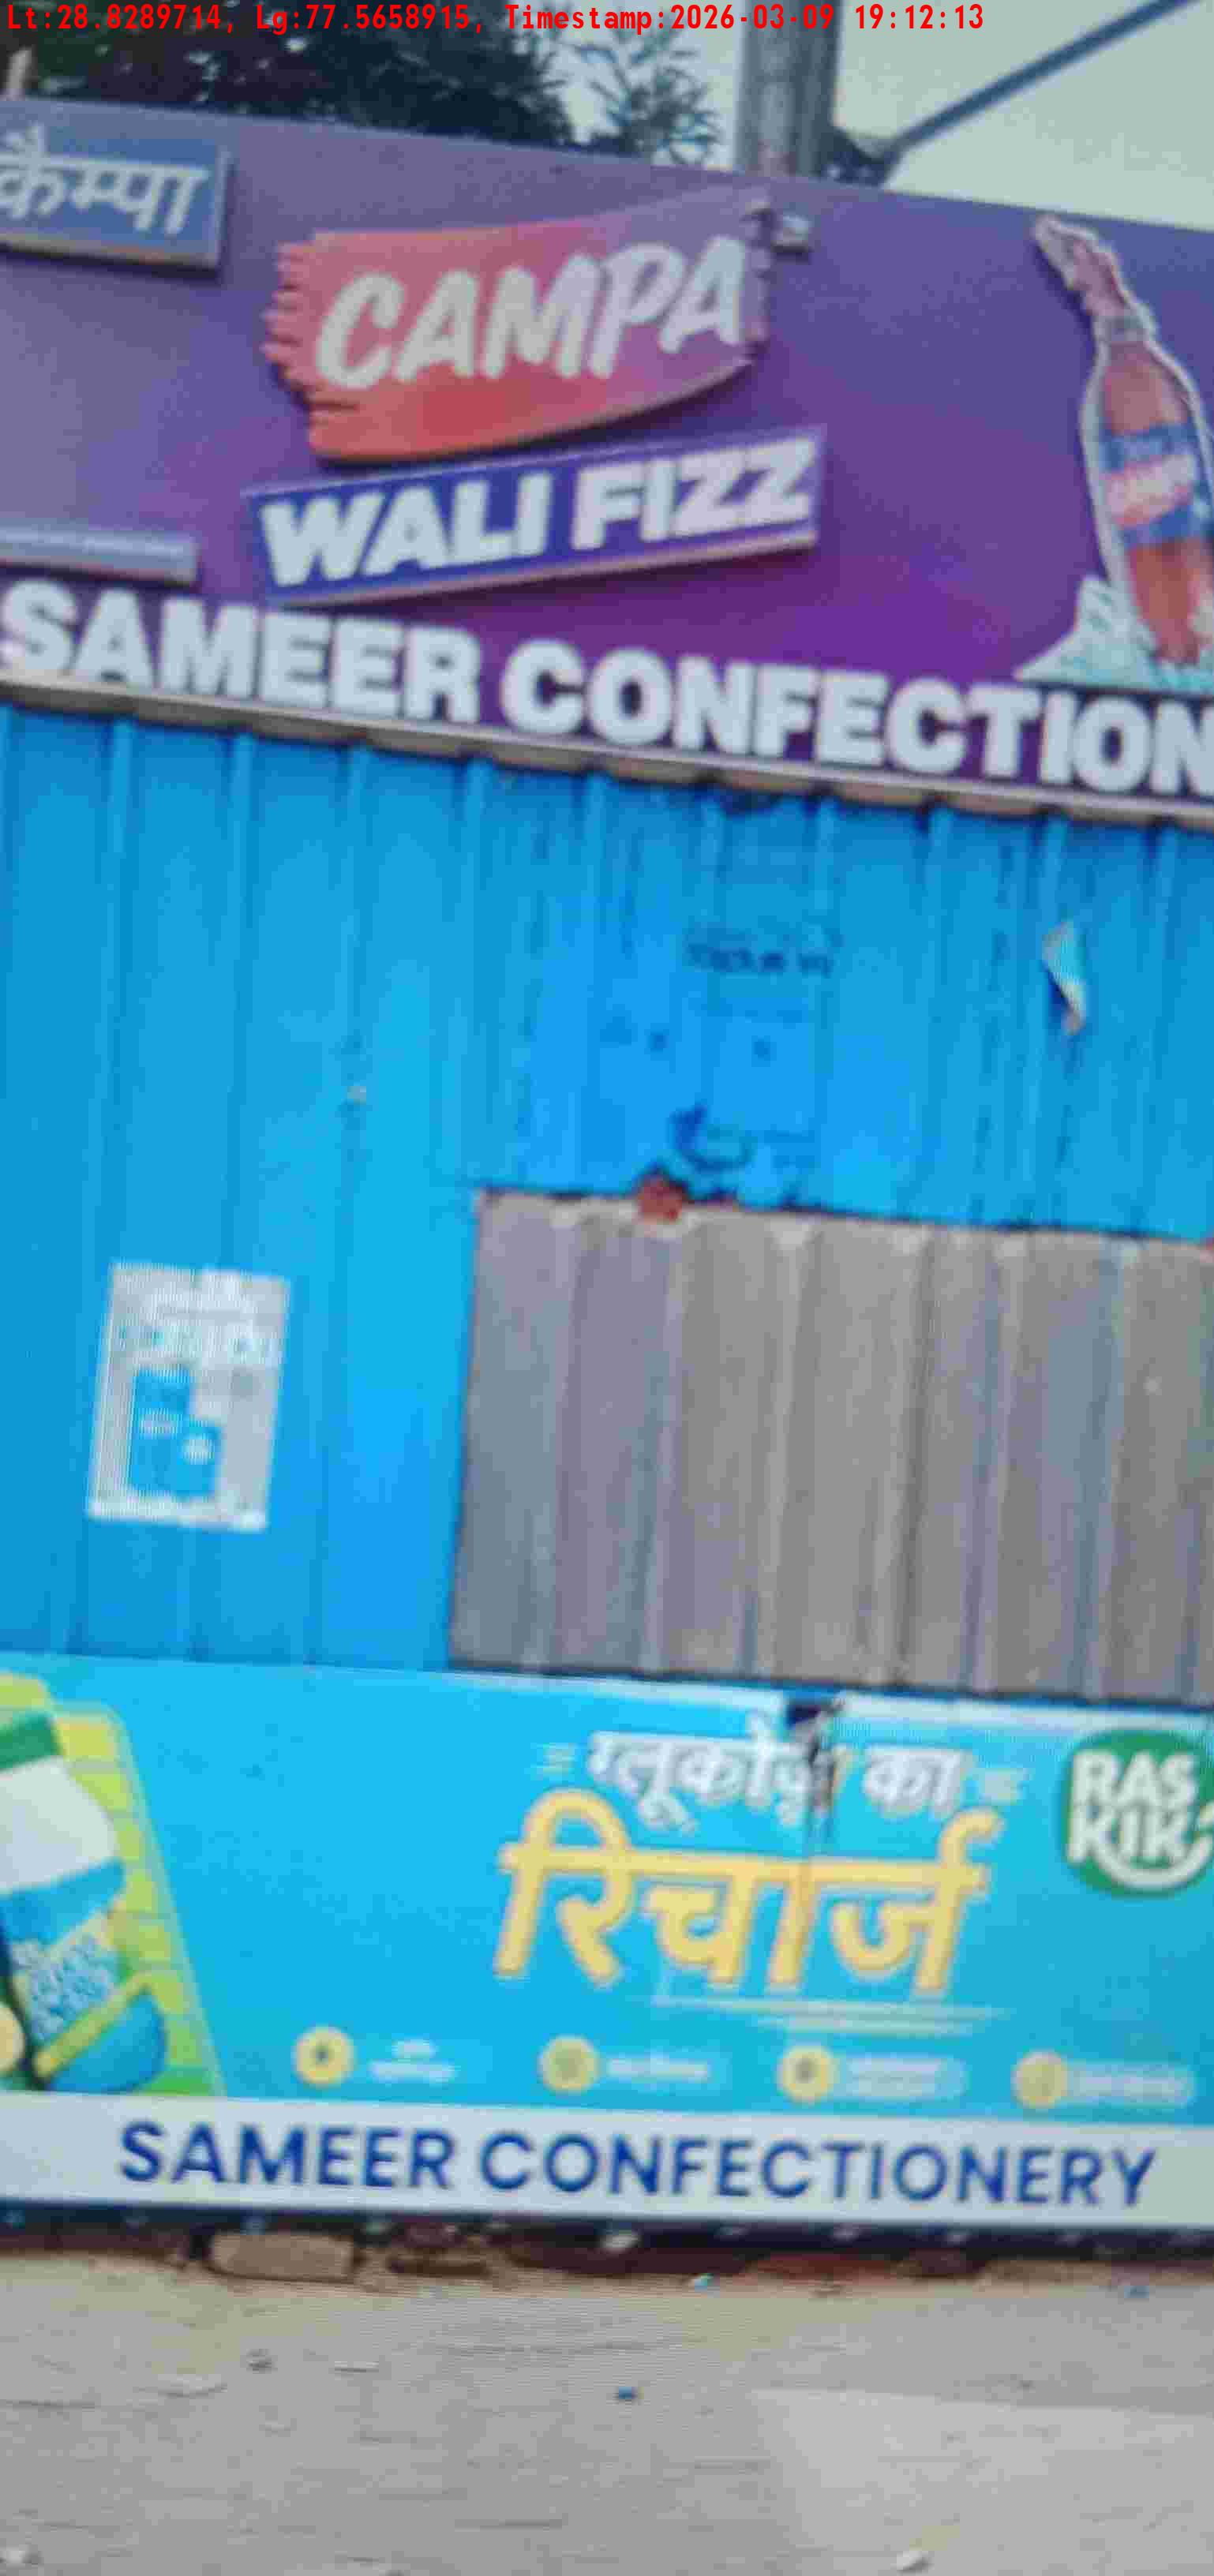 Lt:28.8289714, Lg:77.5658915, Timestamp:2026-03-09 19:12:13
कैम्पा
CAMPA
WALI FIZZ
SAMEER CONFECTION
ग्लूकोज़ का
रिचार्ज
RAS
KIK
SAMEER CONFECTIONERY